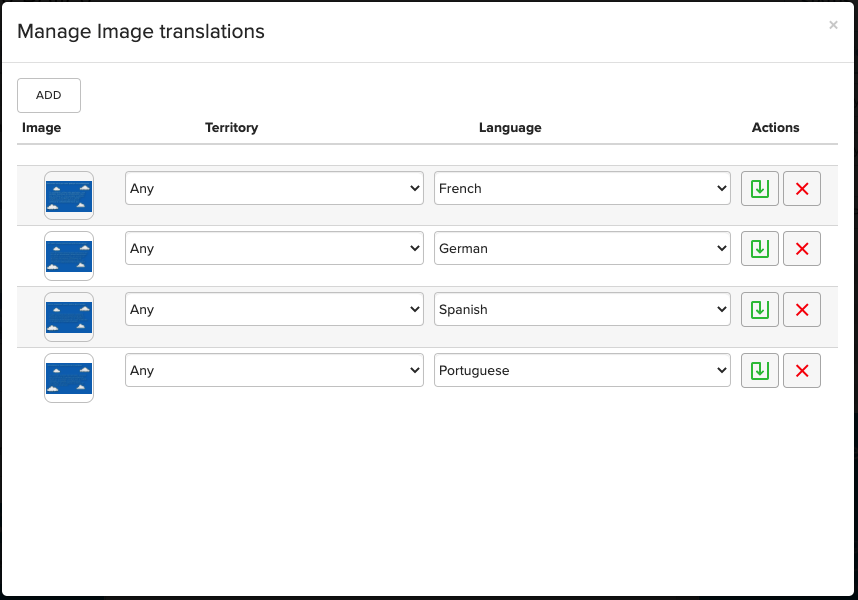 Manage Image translations
×
ADD
Image Territory Language Actions
Any French
Any German
Any Spanish
Any Portuguese